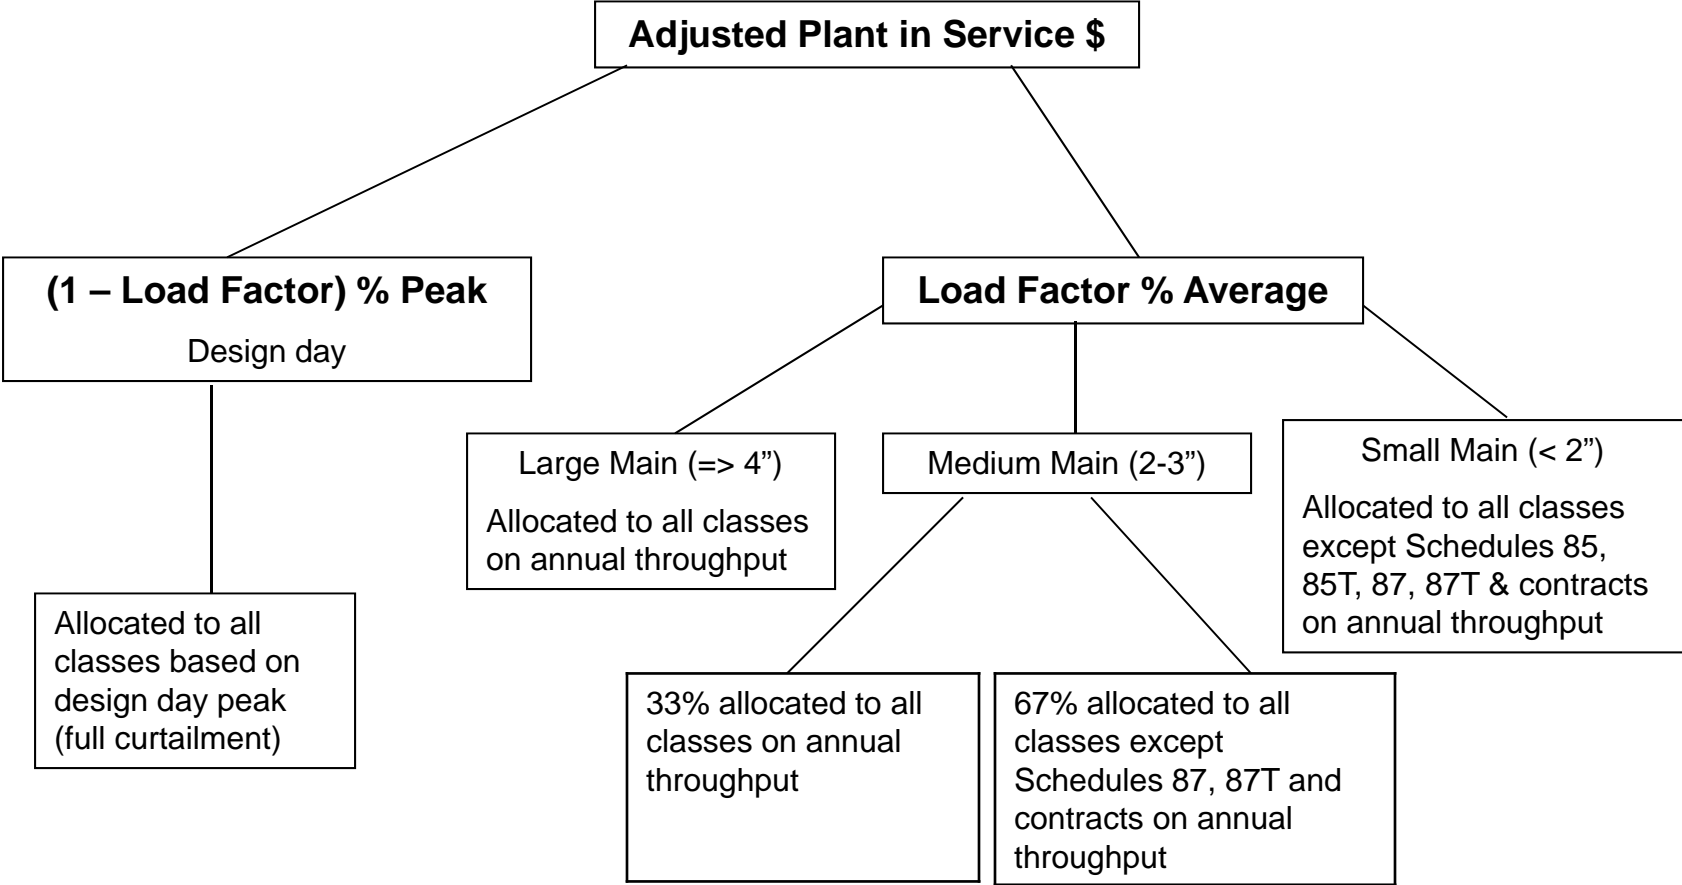 Adjusted Plant in Service $
(1 – Load Factor) % Peak
Design day
Load Factor % Average
Large Main (=> 4”)
Allocated to all classes
on annual throughput
Medium Main (2-3”)
Small Main (< 2”)
Allocated to all classes
except Schedules 85,
85T, 87, 87T & contracts
on annual throughput
Allocated to all
classes based on
design day peak
(full curtailment)
33% allocated to all
classes on annual
throughput
67% allocated to all
classes except
Schedules 87, 87T and
contracts on annual
throughput